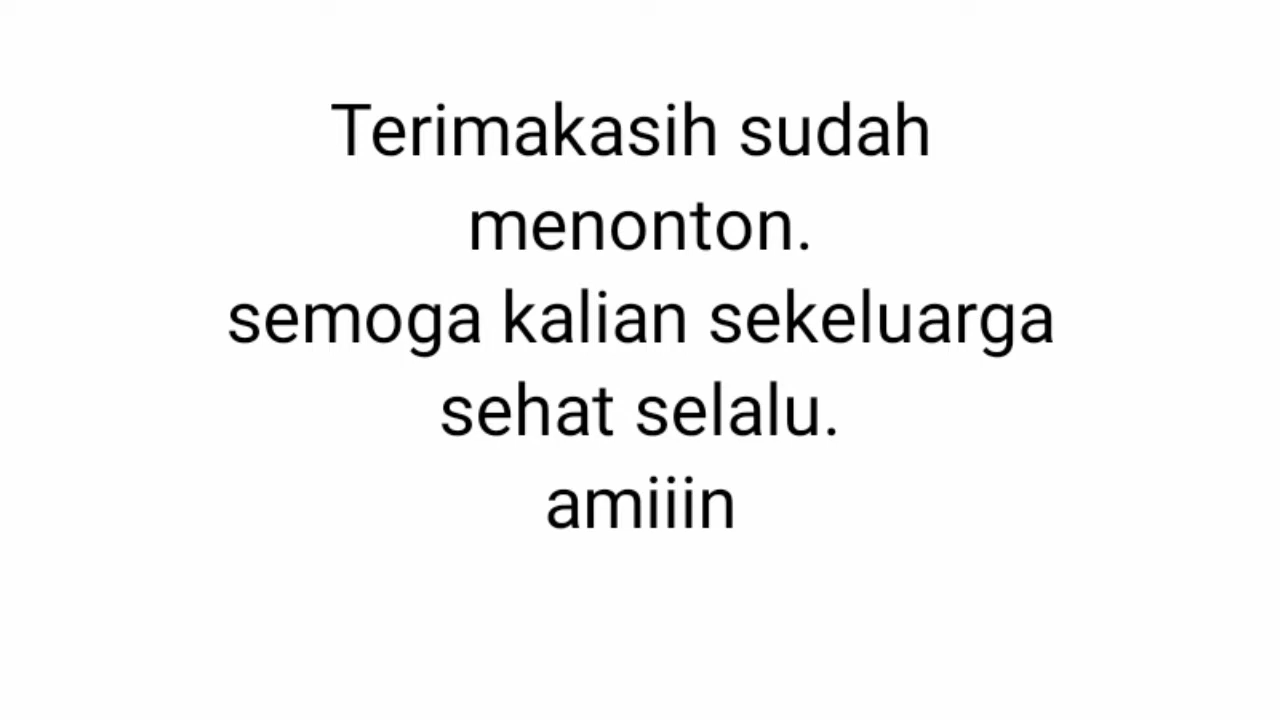 Terimakasih sudah
menonton.
semoga kalian sekeluarga
sehat selalu.
amiiin